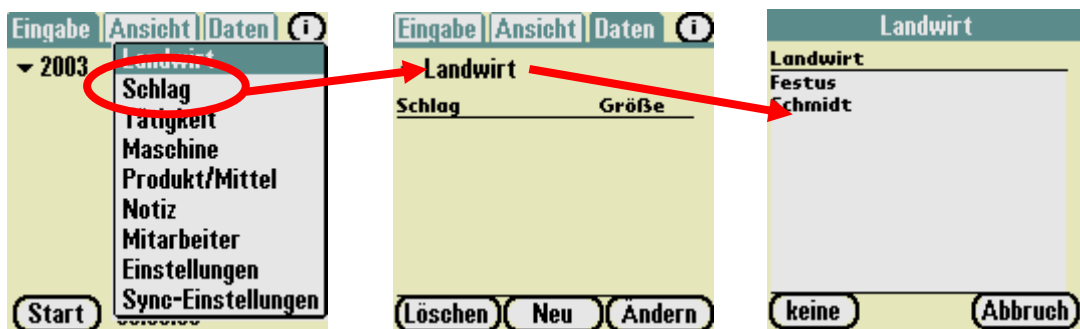 Eingabe Ansicht Daten i
2003
Landwirt
Schlag
Tätigkeit
Maschine
Produkt/Mittel
Notiz
Mitarbeiter
Einstellungen
Sync-Einstellungen
Start
Eingabe Ansicht Daten i
Landwirt
Schlag Größe
Löschen Neu Ändern
Landwirt
Landwirt
Festus
Schmidt
keine Abbruch